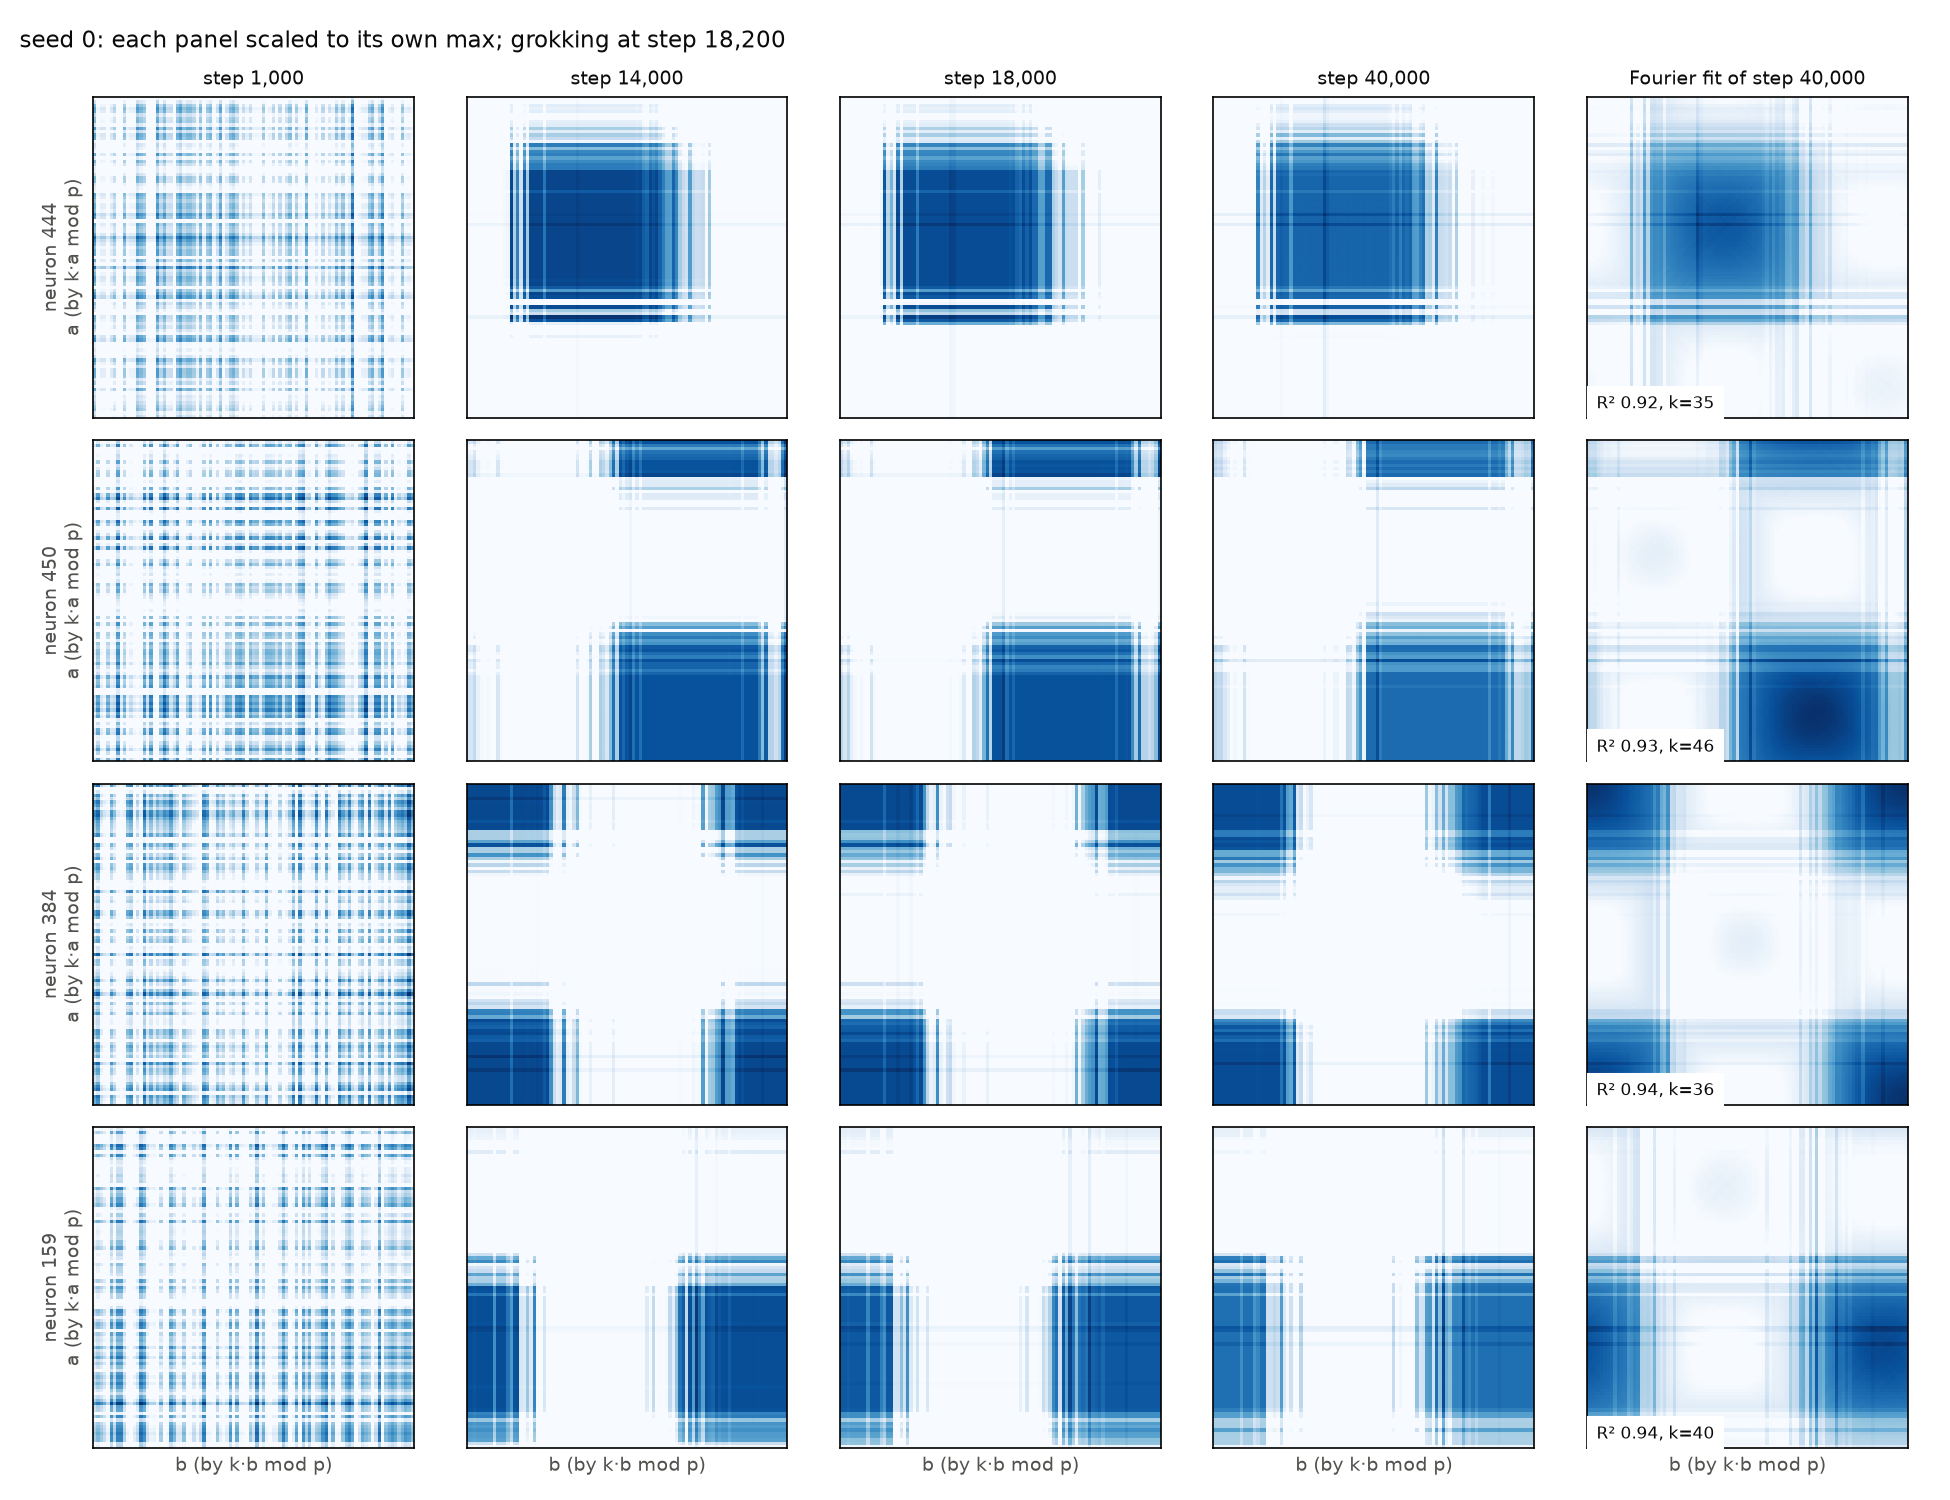 seed 0: each panel scaled to its own max; grokking at step 18,200
step 1,000
step 14,000
step 18,000
step 40,000
Fourier fit of step 40,000
neuron 444
a (by k·a mod p)
R² 0.92, k=35
neuron 450
a (by k·a mod p)
R² 0.93, k=46
neuron 384
a (by k·a mod p)
R² 0.94, k=36
neuron 159
a (by k·a mod p)
R² 0.94, k=40
b (by k·b mod p)
b (by k·b mod p)
b (by k·b mod p)
b (by k·b mod p)
b (by k·b mod p)